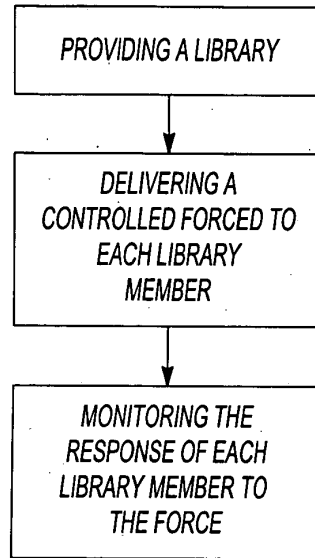 PROVIDING A LIBRARY
DELIVERING A
CONTROLLED FORCED TO
EACH LIBRARY
MEMBER
MONITORING THE
RESPONSE OF EACH
LIBRARY MEMBER TO
THE FORCE